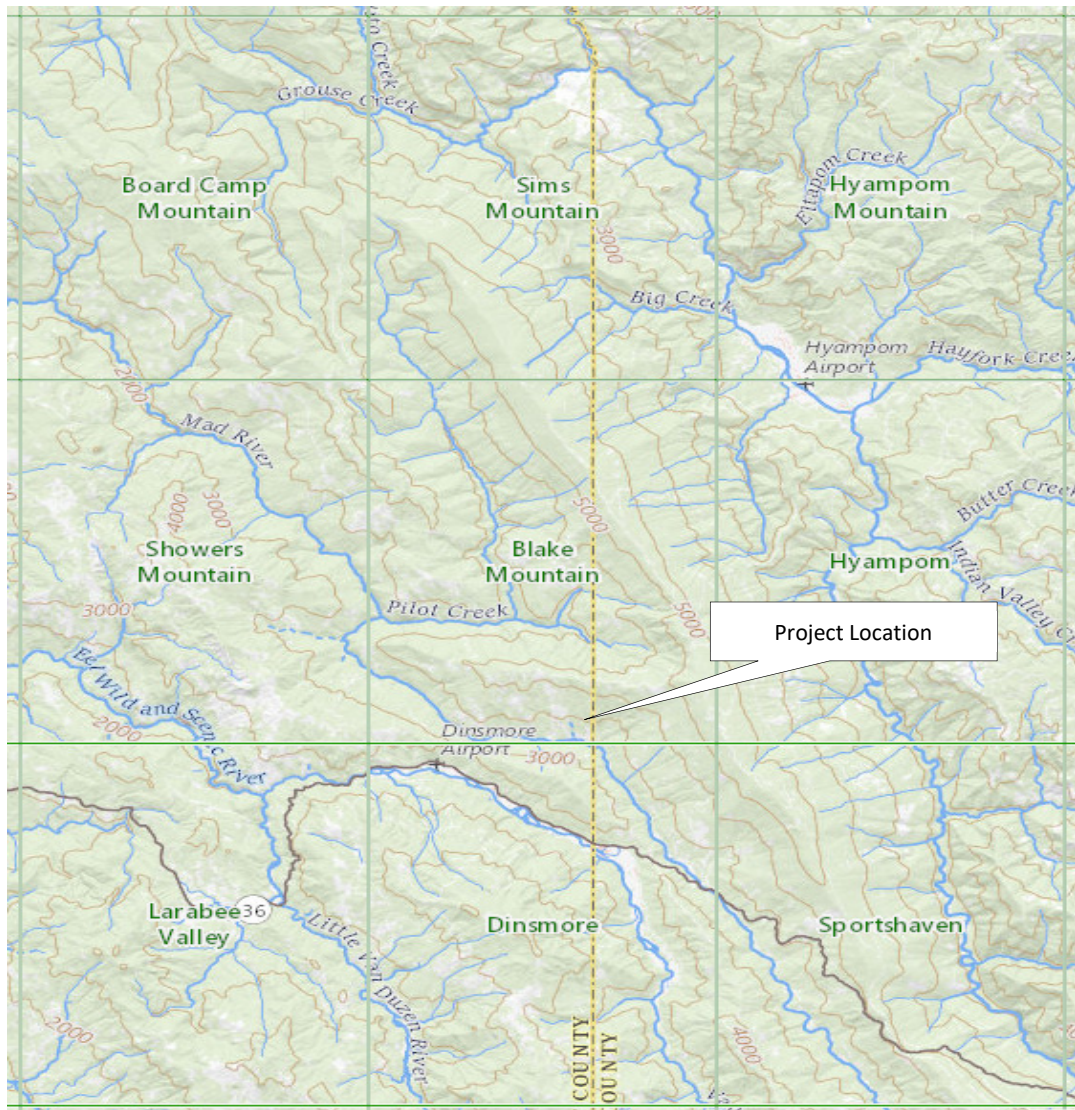 Grouse Creek
Board Camp
Mountain
Sims
Mountain
Eltapom Creek
Hyampom
Mountain
3000
Big Creek
Hyampom
Airport
Hayfork Creek
2000
Mad River
4000
3000
5000
Butter Creek
Showers
Mountain
Blake
Mountain
Hyampom
Indian Valley
3000
Pilot Creek
5000
Project Location
Eel Wild and Scenic River
2000
Dinsmore
Airport
3000
Larabee
Valley
36
Little Van Duzen River
Dinsmore
Sportshaven
2000
4000
COUNTY
OUNTY